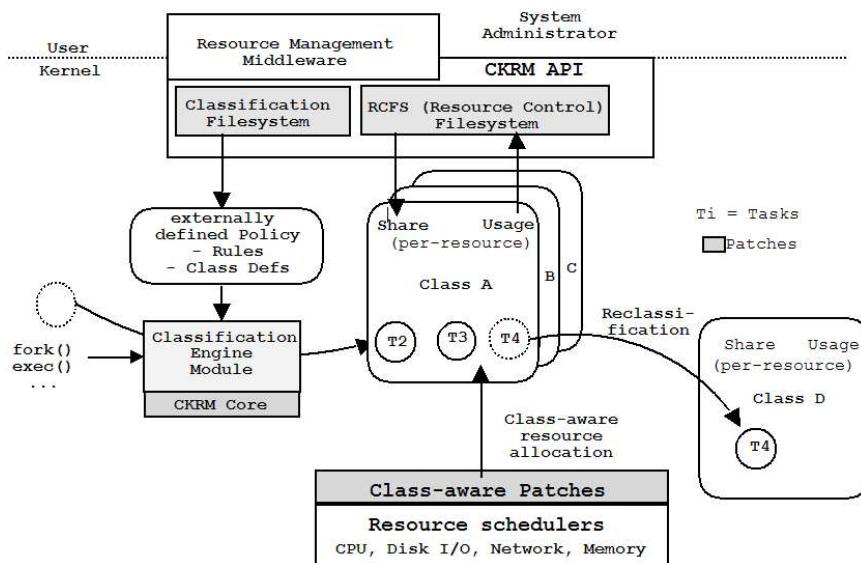 System
Administrator
User
Kernel
Resource Management
Middleware
CKRM API
Classification
Filesystem
RCFS (Resource Control)
Filesystem
externally
defined Policy
- Rules
- Class Defs
Share Usage
(per-resource)
Class A
B
C
T2
T3
T4
Ti = Tasks
Patches
fork()
exec()
...
Classification
Engine
Module
CKRM Core
Reclassi-
fication
Share Usage
(per-resource)
Class D
T4
Class-aware
resource
allocation
Class-aware Patches
Resource schedulers
CPU, Disk I/O, Network, Memory